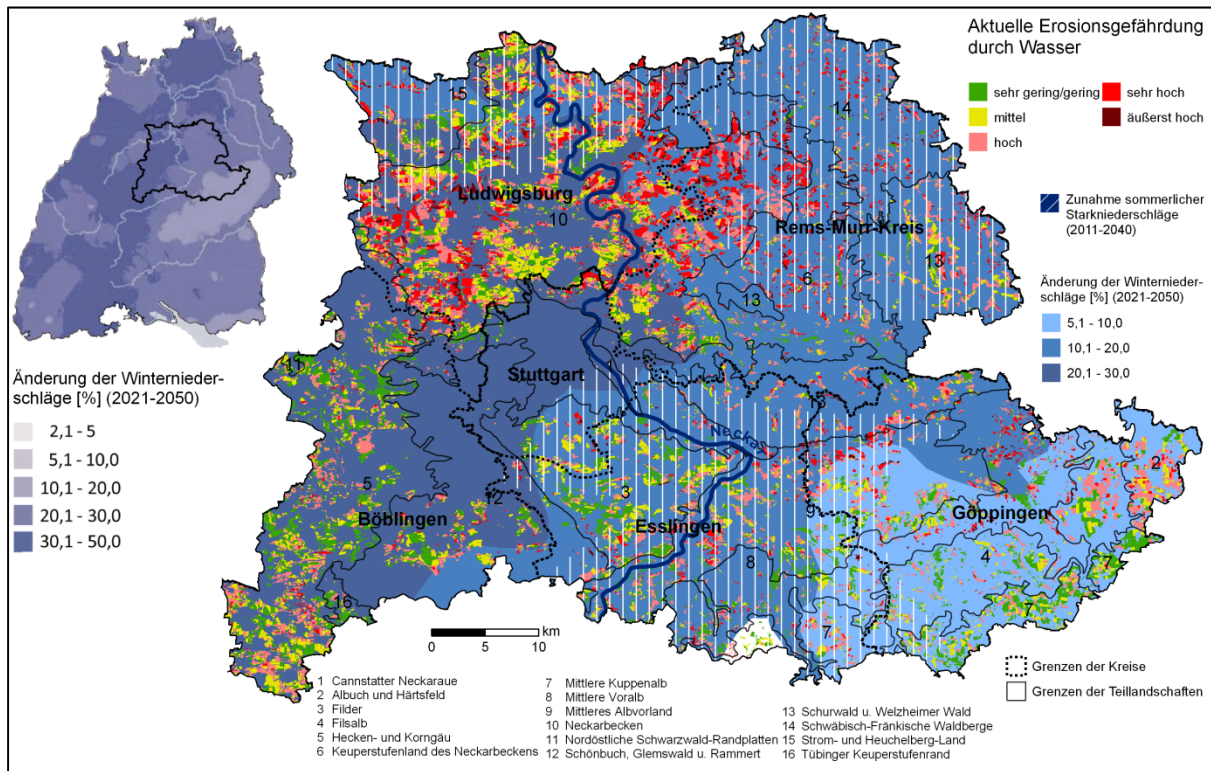 Änderung der Winternieder-
schläge [%] (2021-2050)
2,1 - 5
5,1 - 10,0
10,1 - 20,0
20,1 - 30,0
30,1 - 50,0
Aktuelle Erosionsgefährdung
durch Wasser
sehr gering/gering
mittel
hoch
sehr hoch
äußerst hoch
Zunahme sommerlicher
Starkniederschläge
(2011-2040)
Änderung der Winternieder-
schläge [%] (2021-2050)
5,1 - 10,0
10,1 - 20,0
20,1 - 30,0
15
14
Ludwigsburg
10
Rems-Murr-Kreis
13
6
13
11
Stuttgart
13
Neckar
2
5
12
3
9
Göppingen
Böblingen
Esslingen
4
8
16
7
7
km
0 5 10
Grenzen der Kreise
Grenzen der Teillandschaften
1 Cannstatter Neckaraue
2 Albuch und Härtsfeld
3 Filder
4 Filsalb
5 Hecken- und Korngäu
6 Keuperstufenland des Neckarbeckens
7 Mittlere Kuppenalb
8 Mittlere Voralb
9 Mittleres Albvorland
10 Neckarbecken
11 Nordöstliche Schwarzwald-Randplatten
12 Schönbuch, Glemswald u. Rammert
13 Schurwald u. Welzheimer Wald
14 Schwäbisch-Fränkische Waldberge
15 Strom- und Heuchelberg-Land
16 Tübinger Keuperstufenrand